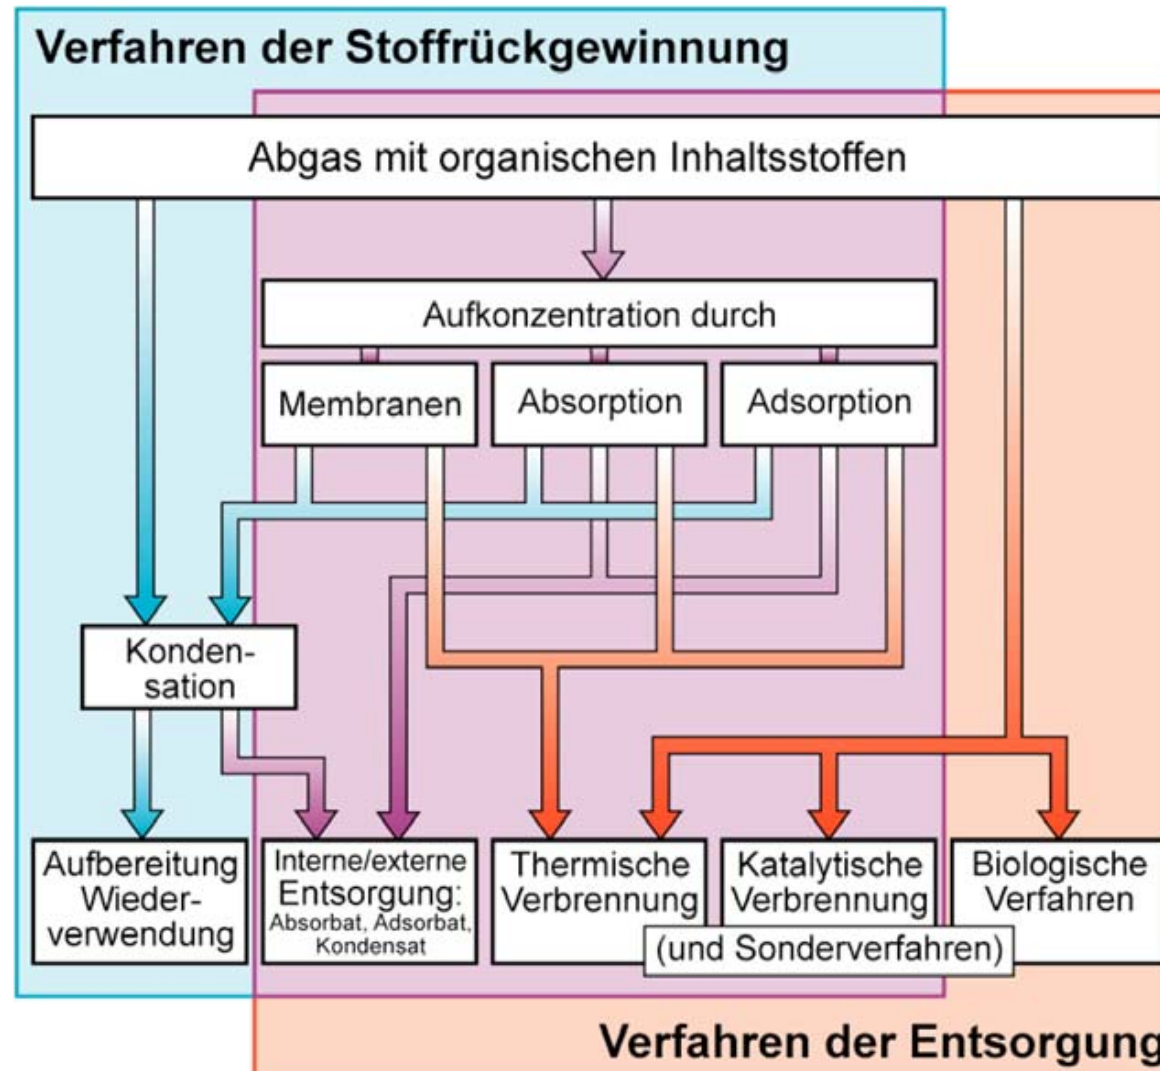 Verfahren der Stoffrückgewinnung
Abgas mit organischen Inhaltsstoffen
Aufkonzentration durch
Membranen
Absorption
Adsorption
Konden-
sation
Aufbereitung
Wieder-
verwendung
Interne/externe
Entsorgung:
Absorbat, Adsorbat,
Kondensat
Thermische
Verbrennung
Katalytische
Verbrennung
Biologische
Verfahren
(und Sonderverfahren)
Verfahren der Entsorgung